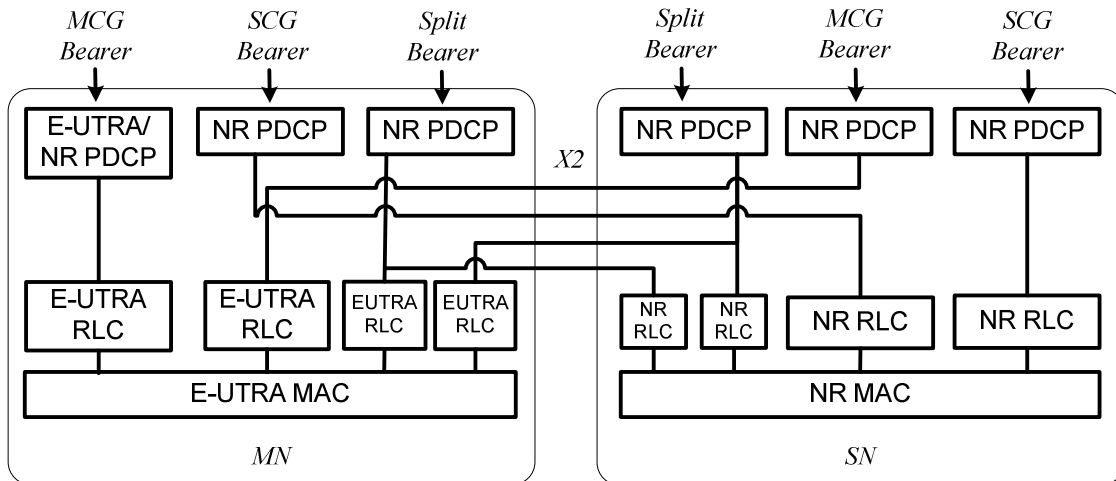 MCG Bearer
SCG Bearer
Split Bearer
Split Bearer
MCG Bearer
SCG Bearer
E-UTRA/
NR PDCP
NR PDCP
NR PDCP
X2
NR PDCP
NR PDCP
NR PDCP
E-UTRA
RLC
E-UTRA
RLC
EUTRA
RLC
EUTRA
RLC
NR
RLC
NR
RLC
NR RLC
NR RLC
E-UTRA MAC
NR MAC
MN
SN